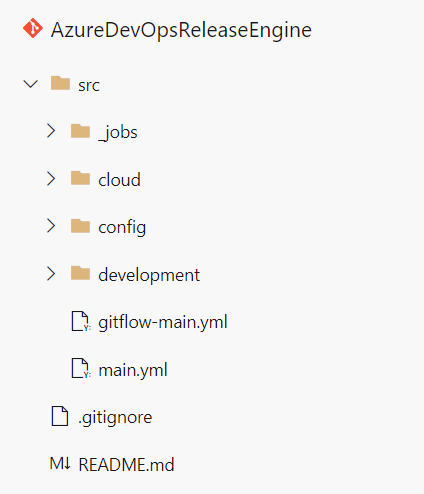 AzureDevOpsReleaseEngine
src
_jobs
cloud
config
development
Y: gitflow-main.yml
Y: main.yml
.gitignore
M↓ README.md